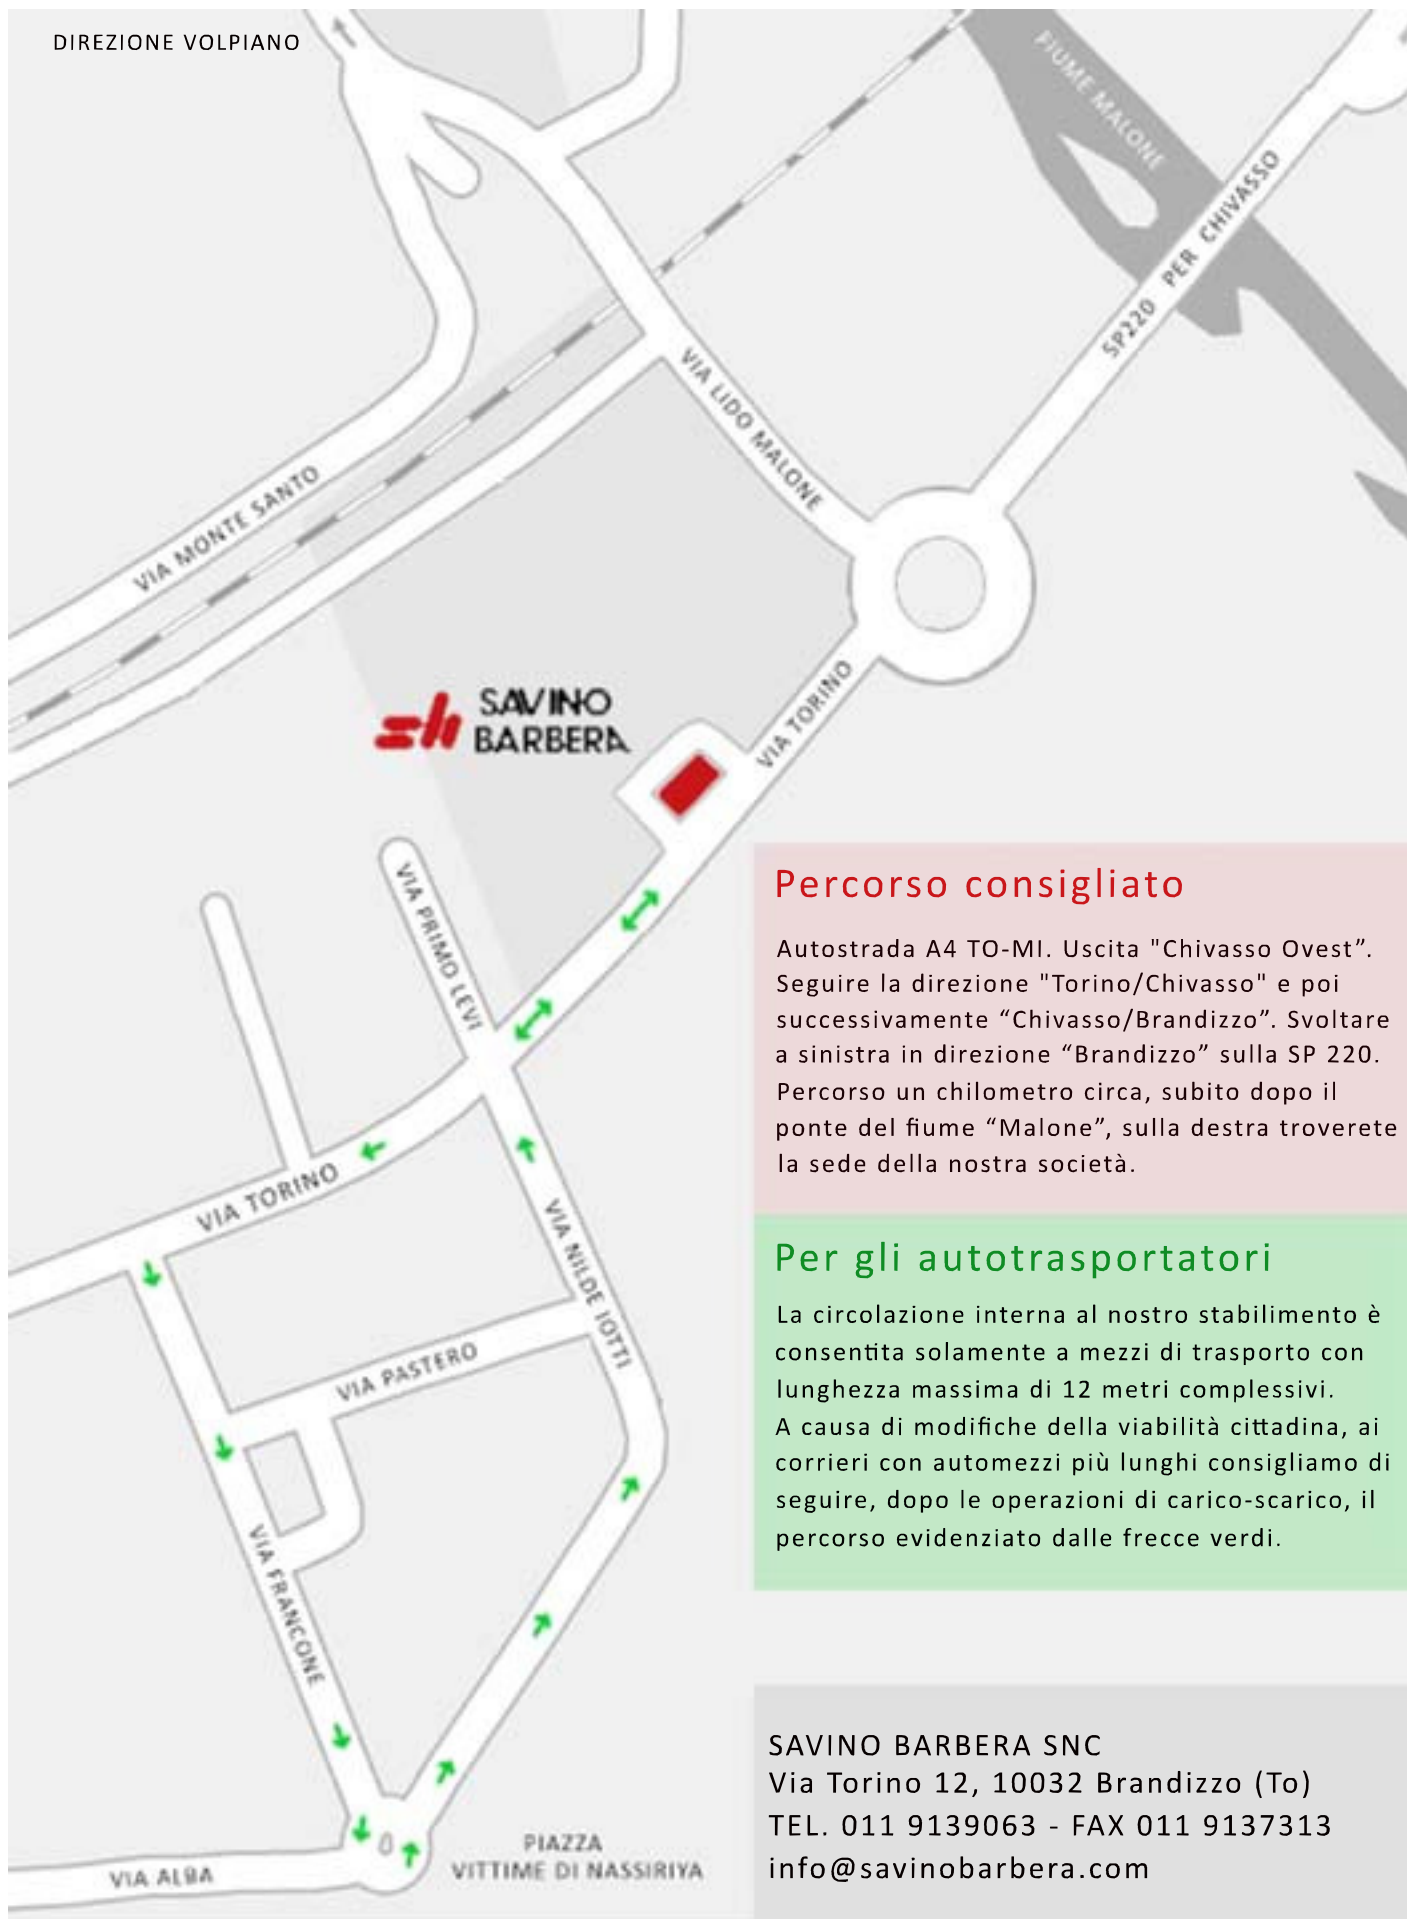 DIREZIONE VOLPIANO
FIUME MALONE
SP220 PER CHIVASSO
VIA LIDO MALONE
VIA MONTE SANTO
SAVINO
BARBERA
VIA TORINO
VIA PRIMO LEVI
VIA TORINO
VIA NILDE IOTTI
VIA PASTERO
VIA FRANCONE
PIAZZA
VITTIME DI NASSIRIYA
VIA ALBA
Percorso consigliato
Autostrada A4 TO-MI. Uscita "Chivasso Ovest”.
Seguire la direzione "Torino/Chivasso" e poi
successivamente “Chivasso/Brandizzo”. Svoltare
a sinistra in direzione “Brandizzo” sulla SP 220.
Percorso un chilometro circa, subito dopo il
ponte del fiume “Malone”, sulla destra troverete
la sede della nostra società.
Per gli autotrasportatori
La circolazione interna al nostro stabilimento è
consentita solamente a mezzi di trasporto con
lunghezza massima di 12 metri complessivi.
A causa di modifiche della viabilità cittadina, ai
corrieri con automezzi più lunghi consigliamo di
seguire, dopo le operazioni di carico-scarico, il
percorso evidenziato dalle frecce verdi.
SAVINO BARBERA SNC
Via Torino 12, 10032 Brandizzo (To)
TEL. 011 9139063 - FAX 011 9137313
info@savinobarbera.com